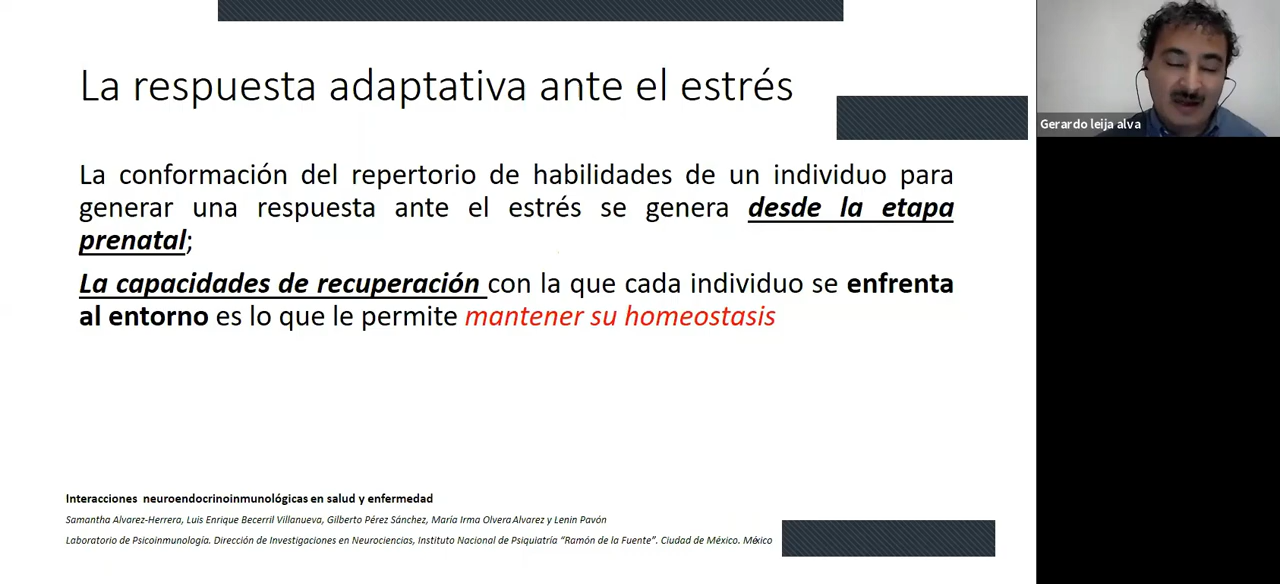 La respuesta adaptativa ante el estrés
Gerardo leija alva
La conformación del repertorio de habilidades de un individuo para
generar una respuesta ante el estrés se genera desde la etapa
prenatal;
La capacidades de recuperación con la que cada individuo se enfrenta
al entorno es lo que le permite mantener su homeostasis
Interacciones neuroendocrinoinmunológicas en salud y enfermedad
Samantha Alvarez-Herrera, Luis Enrique Becerril Villanueva, Gilberto Pérez Sánchez, María Irma Olvera Alvarez y Lenin Pavón
Laboratorio de Psicoinmunología. Dirección de Investigaciones en Neurociencias, Instituto Nacional de Psiquiatría “Ramón de la Fuente”. Ciudad de México. México